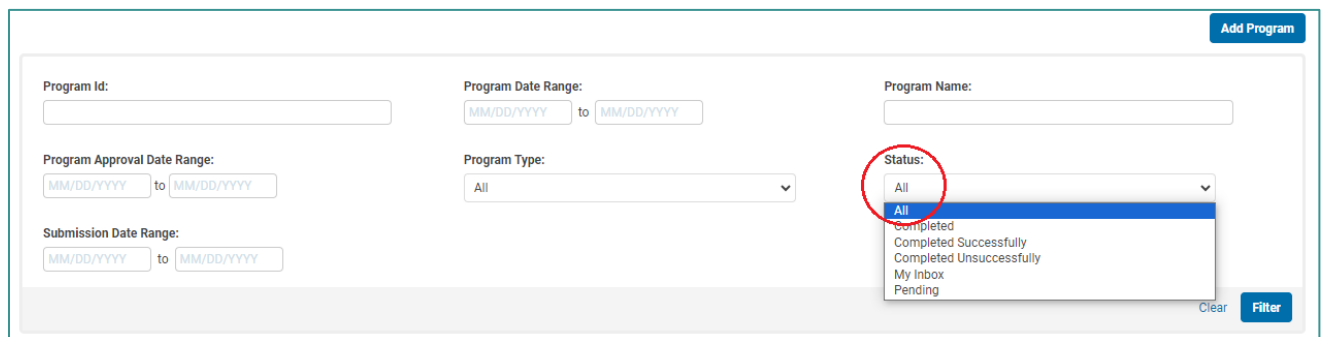 Add Program
Program Id:
Program Date Range:
Program Name:
MM/DD/YYYY to MM/DD/YYYY
Program Approval Date Range:
Program Type:
Status:
MM/DD/YYYY to MM/DD/YYYY
All
All
All
Completed
Completed Successfully
Completed Unsuccessfully
My Inbox
Pending
Submission Date Range:
MM/DD/YYYY to MM/DD/YYYY
Clear
Filter